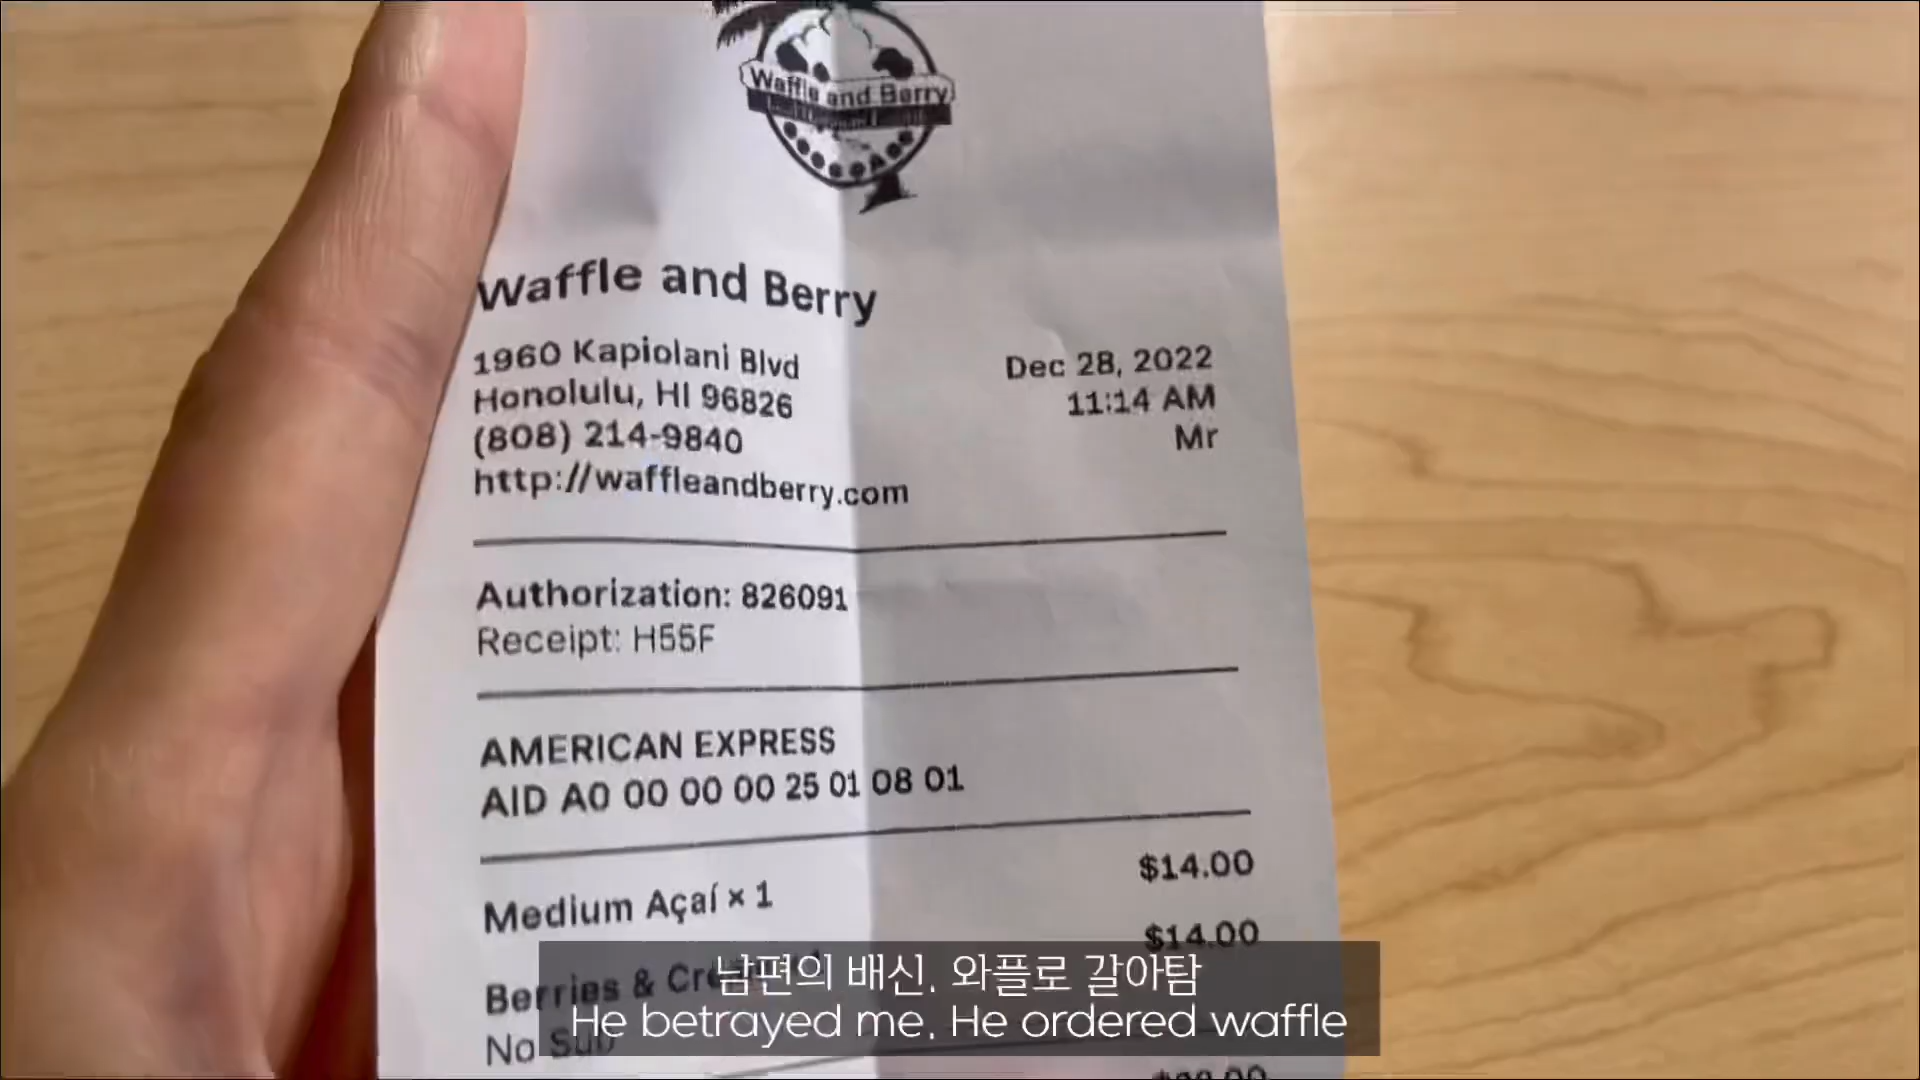 Waffle and Berry
Waffle and Berry
1960 Kapiolani Blvd
Honolulu, HI 96826
(808) 214-9840
http://waffleandberry.com
Dec 28, 2022
11:14 AM
Mr
Authorization: 826091
Receipt: H55F
AMERICAN EXPRESS
AID A0 00 00 00 25 01 08 01
Medium Açaí × 1
$14.00
Berries &
$14.00
No
남편의 배신. 와플로 갈아탐
He betrayed me. He ordered waffle